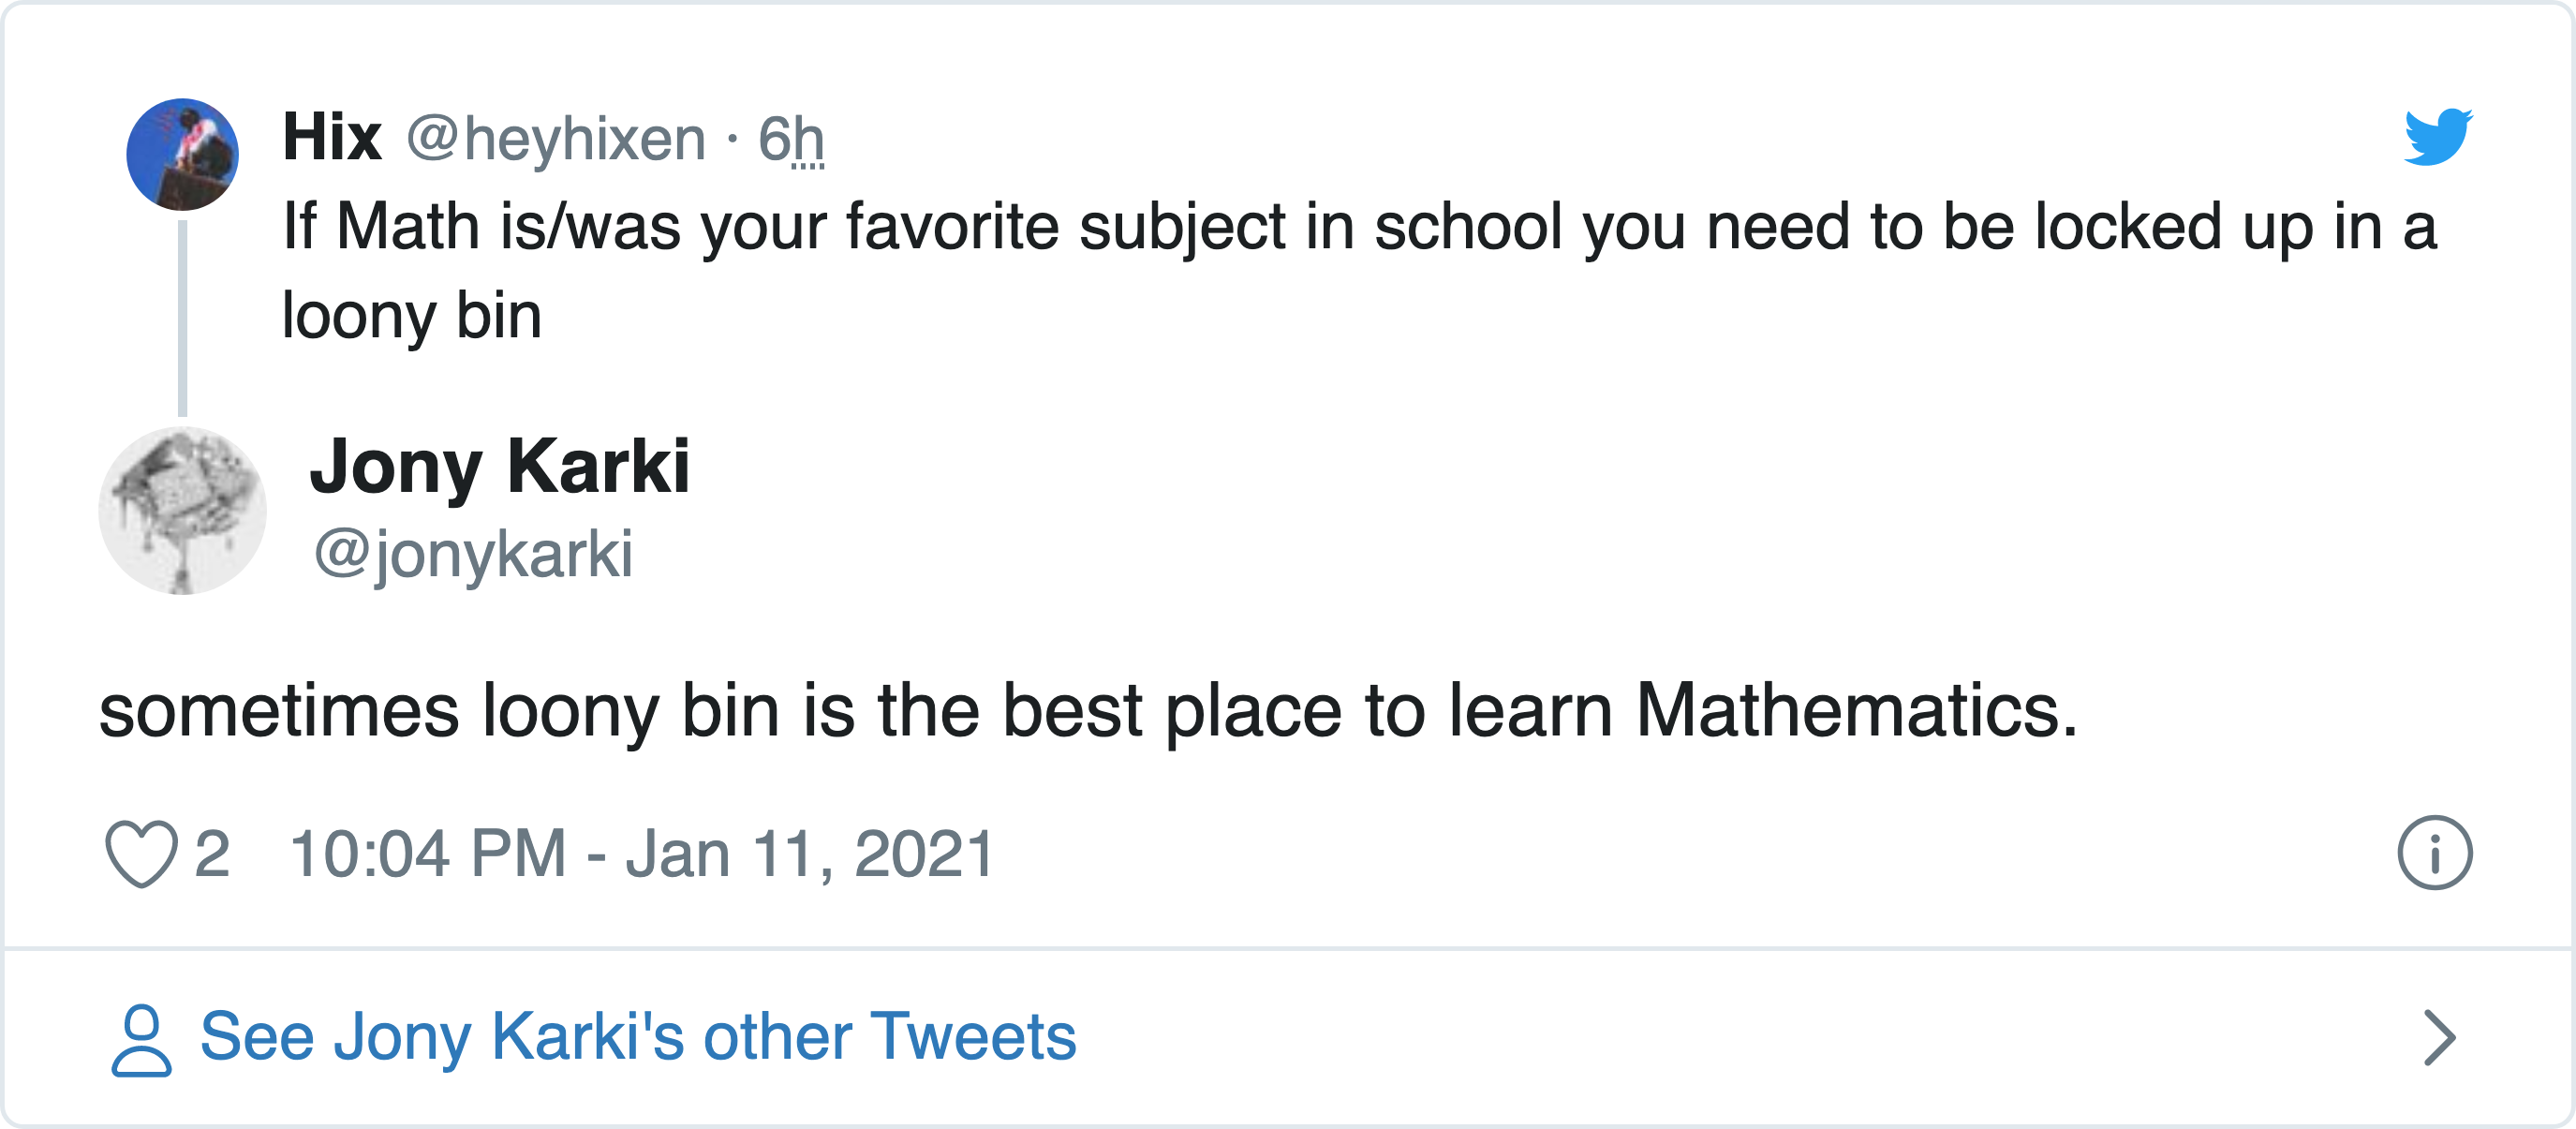 Hix @heyhixen · 6h
If Math is/was your favorite subject in school you need to be locked up in a
loony bin
Jony Karki
@jonykarki
sometimes loony bin is the best place to learn Mathematics.
2 10:04 PM - Jan 11, 2021
See Jony Karki's other Tweets